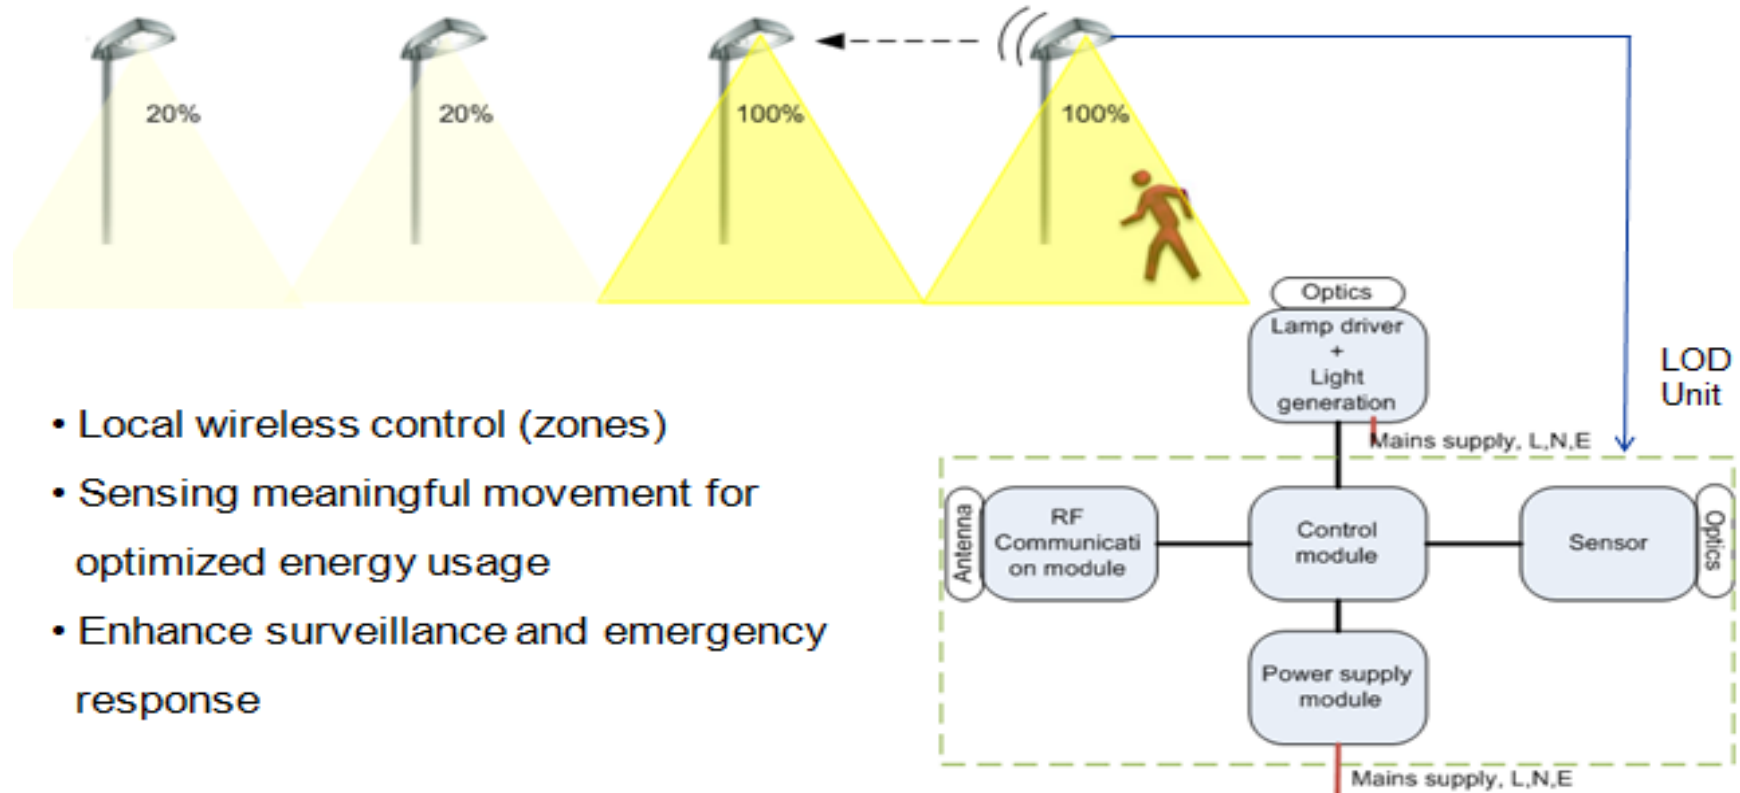 20%
20%
100%
100%
• Local wireless control (zones)
• Sensing meaningful movement for
optimized energy usage
• Enhance surveillance and emergency
response
Optics
Lamp driver
+
Light
generation
Mains supply, L,N,E
LOD
Unit
Antenna
RF
Communicati
on module
Control
module
Sensor
Optics
Power supply
module
Mains supply, L,N,E